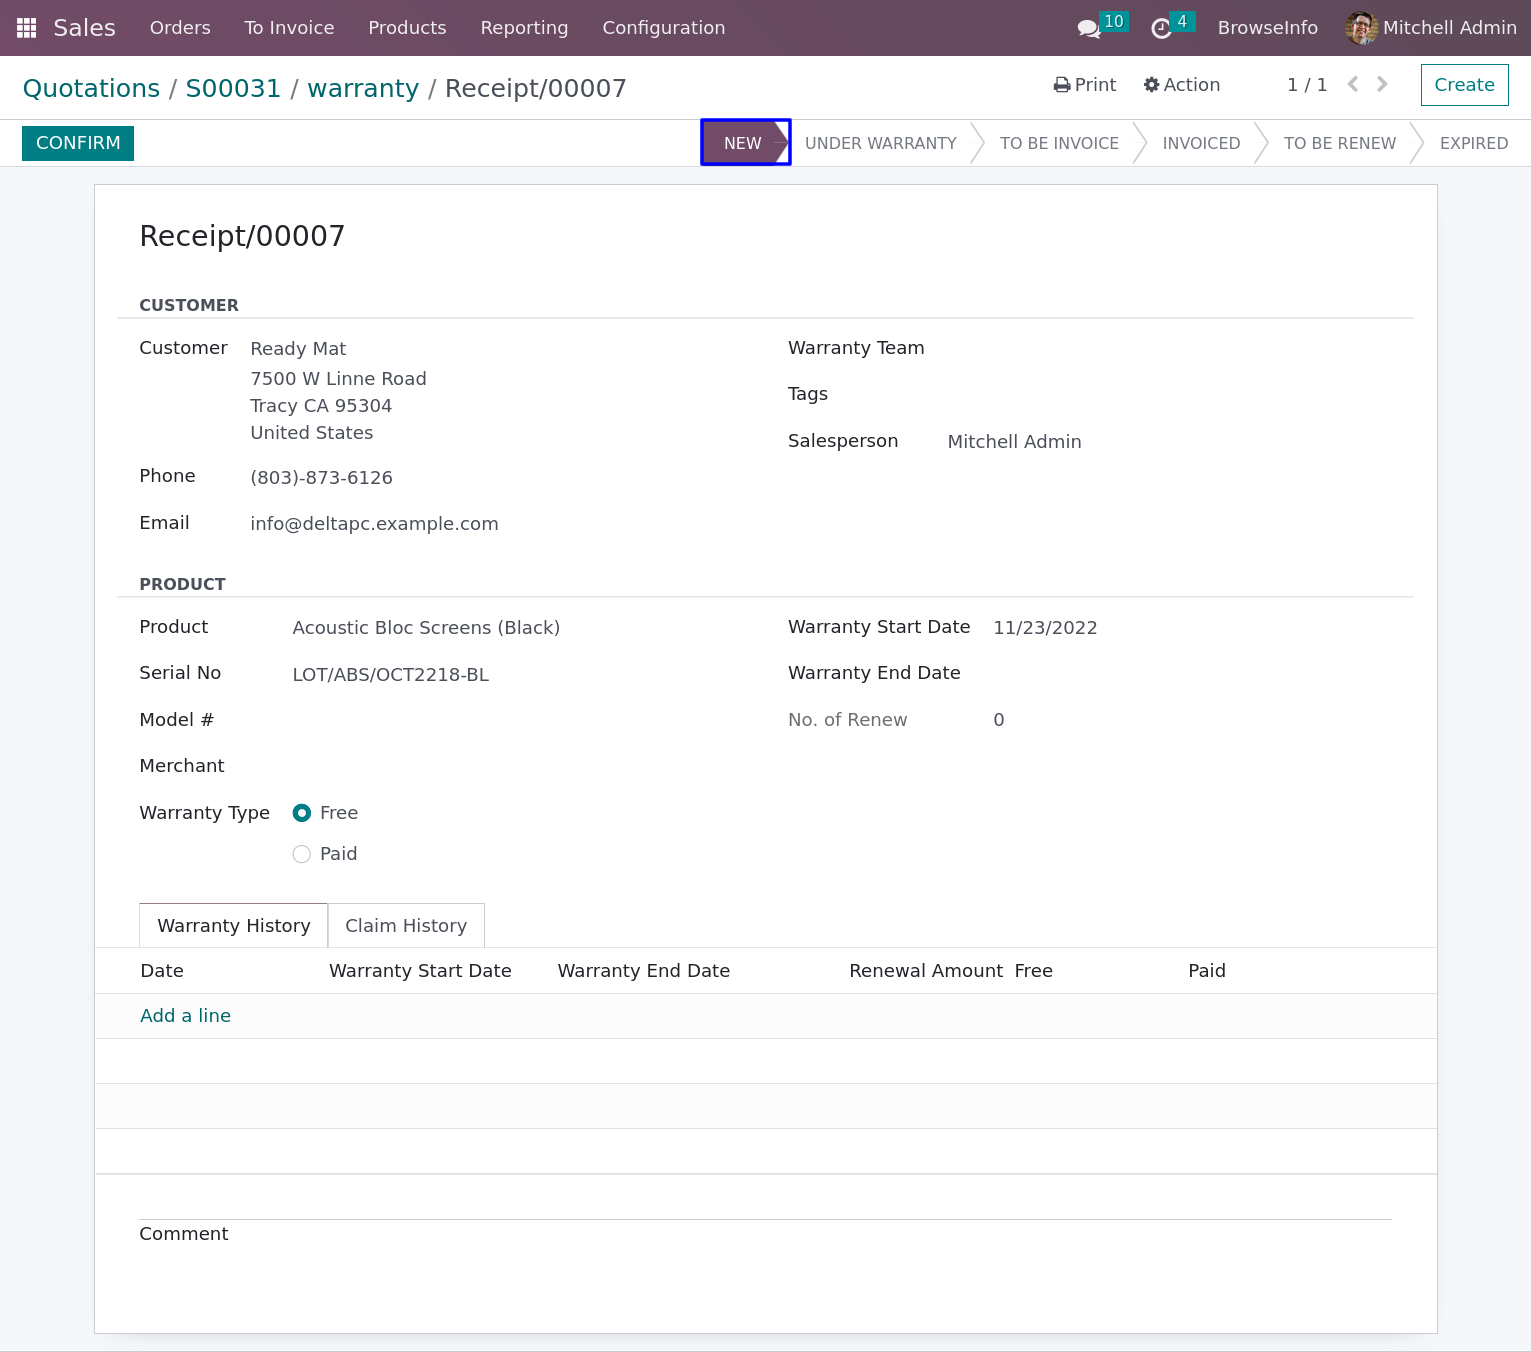 Sales Orders To Invoice Products Reporting Configuration 10 4 BrowseInfo Mitchell Admin
Quotations / S00031 / warranty / Receipt/00007 Print Action 1 / 1 Create
CONFIRM NEW UNDER WARRANTY TO BE INVOICE INVOICED TO BE RENEW EXPIRED
Receipt/00007
CUSTOMER
Customer Ready Mat
7500 W Linne Road
Tracy CA 95304
United States
Phone (803)-873-6126
Email info@deltapc.example.com
Warranty Team
Tags
Salesperson Mitchell Admin
PRODUCT
Product Acoustic Bloc Screens (Black)
Serial No LOT/ABS/OCT2218-BL
Model #
Merchant
Warranty Type Free
Paid
Warranty Start Date 11/23/2022
Warranty End Date
No. of Renew 0
Warranty History Claim History
Date Warranty Start Date Warranty End Date Renewal Amount Free Paid
Add a line
Comment